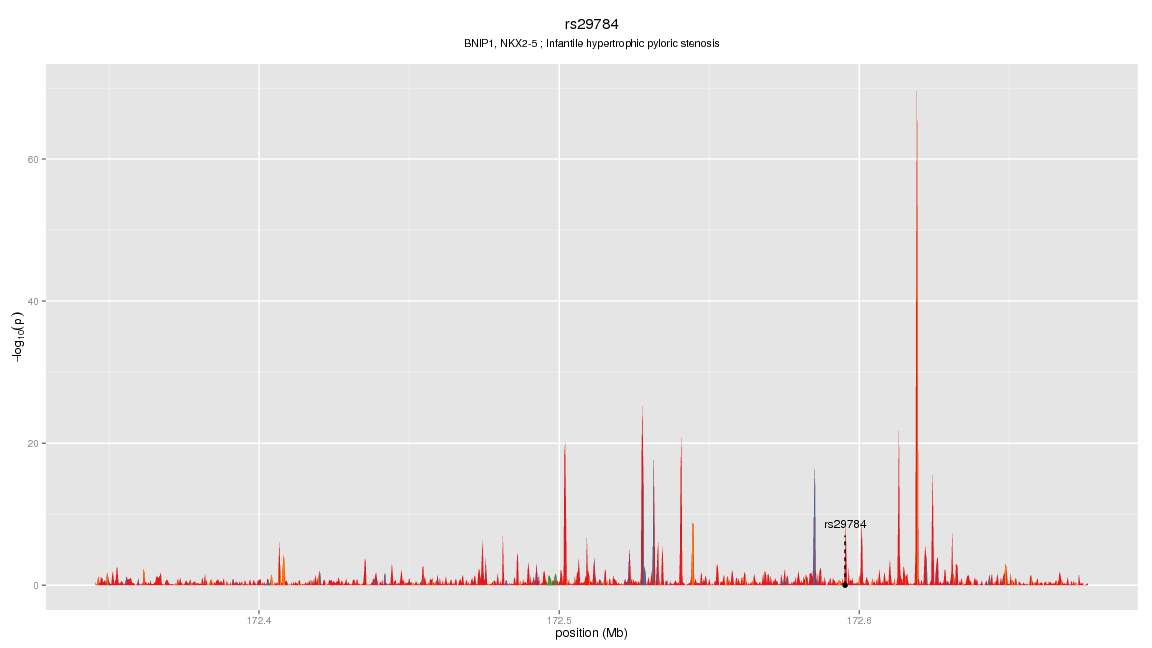 rs29784
BNIP1, NKX2-5 ; Infantile hypertrophic pyloric stenosis
60
40
20
0
−log10(p)
rs29784
172.4
172.5
172.6
position (Mb)